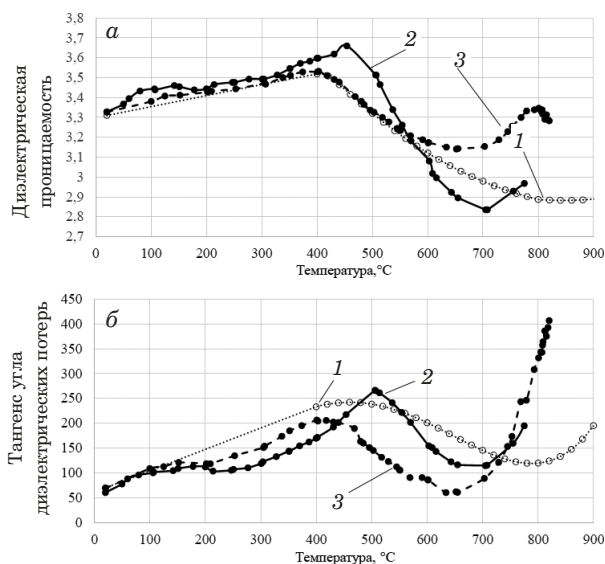 3,8
3,7
3,6
3,5
3,4
3,3
3,2
3,1
3
2,9
2,8
2,7
Диэлектрическая
проницаемость
а
2
3
1
0 100 200 300 400 500 600 700 800 900
Температура,°C
450
400
350
300
250
200
150
100
50
0
Тангенс угла
диэлектрических потерь
б
1
2
3
0 100 200 300 400 500 600 700 800 900
Температура, °C